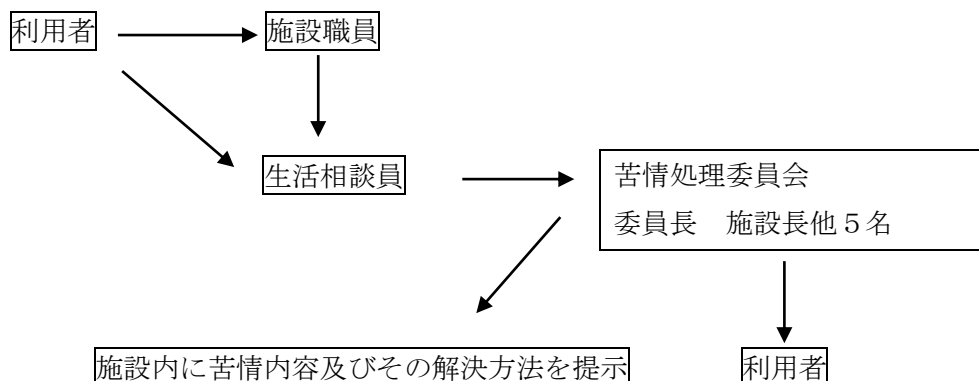 利用者
施設職員
生活相談員
苦情処理委員会
委員長　施設長他５名
施設内に苦情内容及びその解決方法を提示
利用者